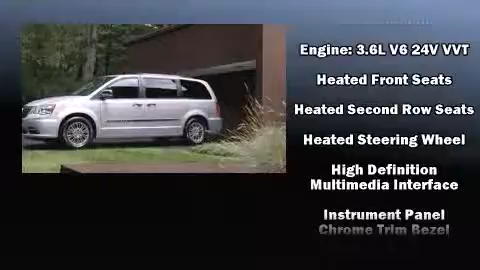 Engine: 3.6L V6 24V VVT
Heated Front Seats
Heated Second Row Seats
Heated Steering Wheel
High Definition
Multimedia Interface
Instrument Panel
Chrome Trim Bezel